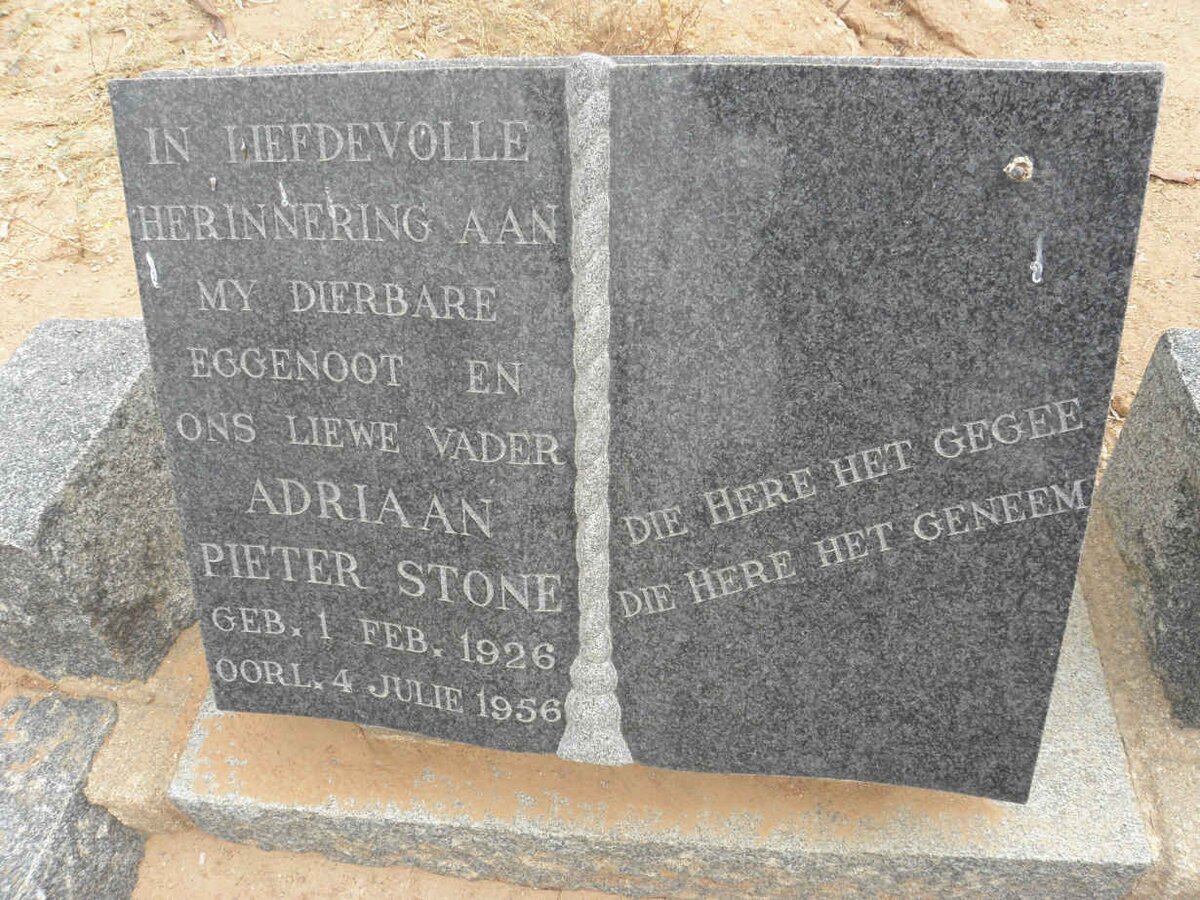 IN LIEFDEVOLLE
HERINNERING AAN
MY DIERBARE
EGGENOOT EN
ONS LIEWE VADER
ADRIAAN
PIETER STONE
GEB. 1 FEB. 1926
OORL. 4 JULIE 1956
DIE HERE HET GEGEE
DIE HERE HET GENEEM